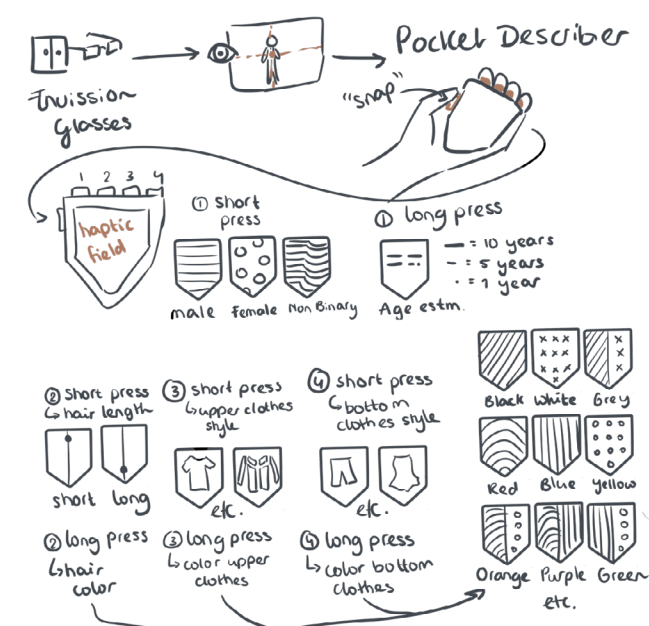 Pocket Describer
Envission
Glasses
"snap"
1 2 3 4
haptic
field
① short
press
male Female Non Binary
① long press
— = 10 years
- = 5 years
· = 1 year
Age estm.
② short press
↳ hair length
short long
③ short press
↳ upper clothes
style
etc.
④ short press
↳ bottom
clothes style
etc.
② long press
↳ hair
color
③ long press
↳ color upper
clothes
④ long press
↳ color bottom
clothes
Black White Grey
Red Blue Yellow
Orange Purple Green
etc.